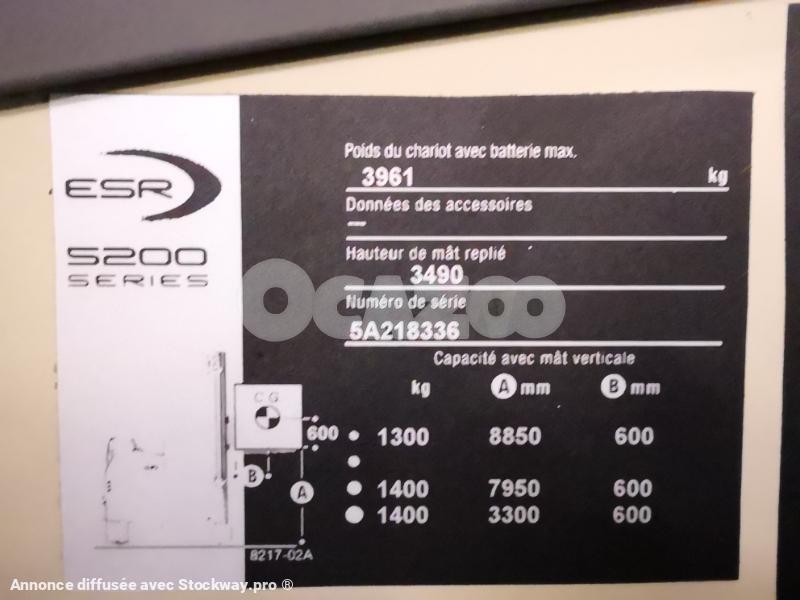 ESR
5200
SERIES
Poids du chariot avec batterie max.
3961 kg
Données des accessoires
—
Hauteur de mât replié
3490
Numéro de série
5A218336
OCAZOO
Capacité avec mât verticale
kg A mm B mm
C G
600 1300 8850 600
B A
1400 7950 600
1400 3300 600
8217-02A
Annonce diffusée avec Stockway.pro ®